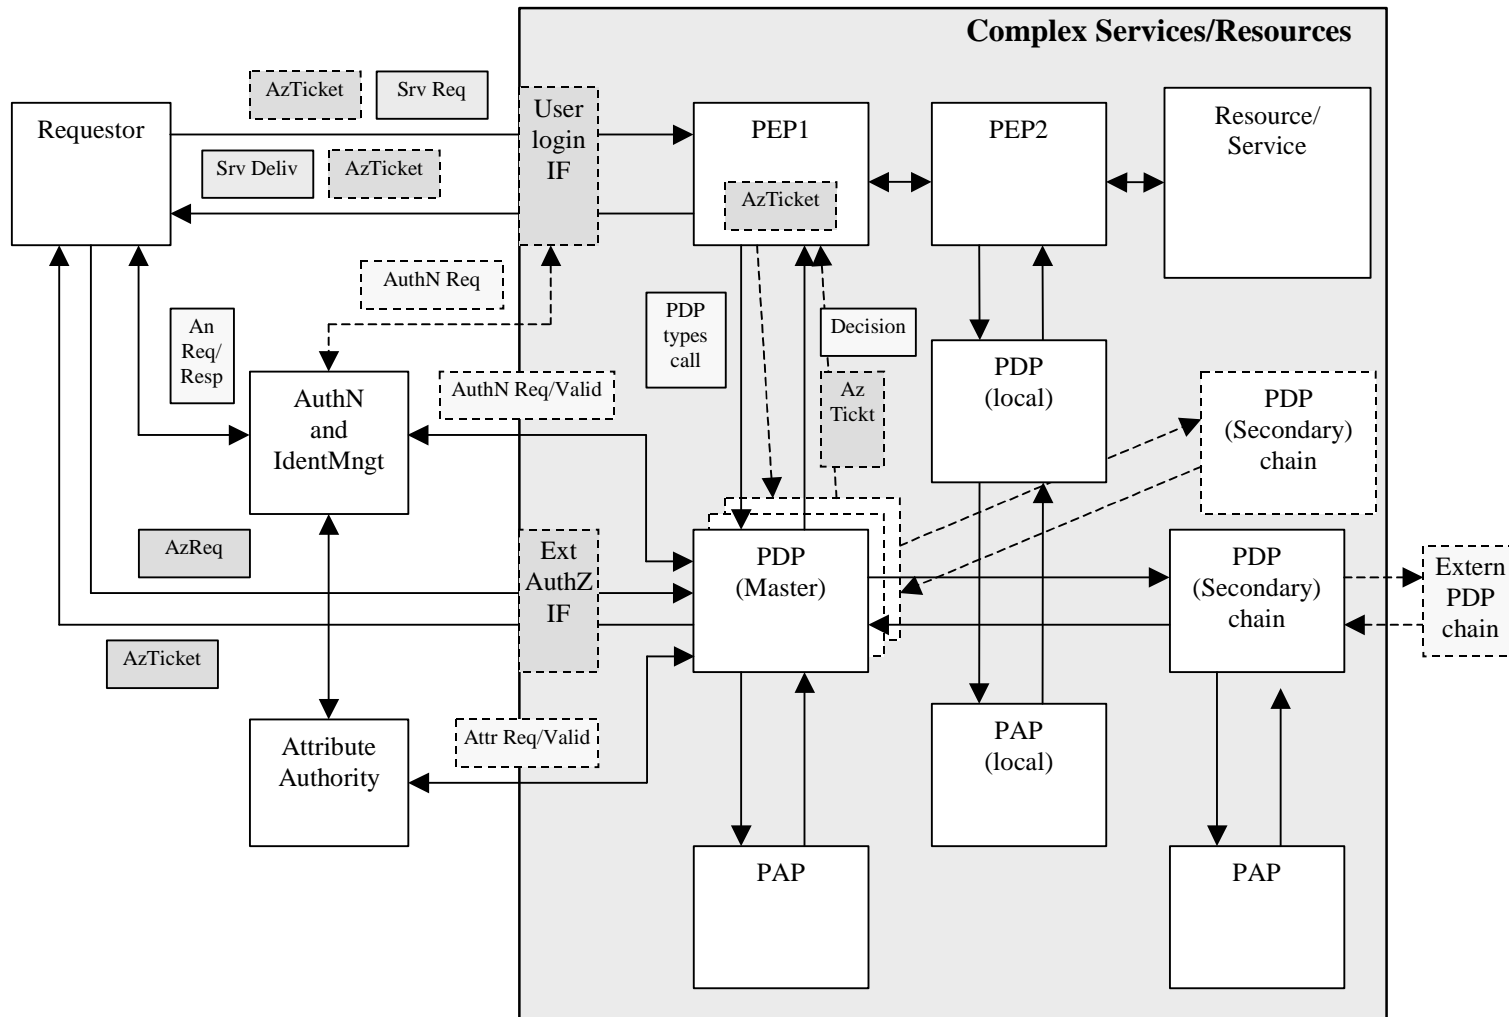 Complex Services/Resources
AzTicket
Srv Req
Requestor
User
login
IF
PEP1
PEP2
Resource/
Service
Srv Deliv
AzTicket
AzTicket
AuthN Req
An
Req/
Resp
PDP
types
call
Decision
PDP
(local)
AuthN
and
IdentMngt
AuthN Req/Valid
Az
Tickt
PDP
(Secondary)
chain
AzReq
Ext
AuthZ
IF
PDP
(Master)
PDP
(Secondary)
chain
Extern
PDP
chain
AzTicket
Attribute
Authority
Attr Req/Valid
PAP
(local)
PAP
PAP